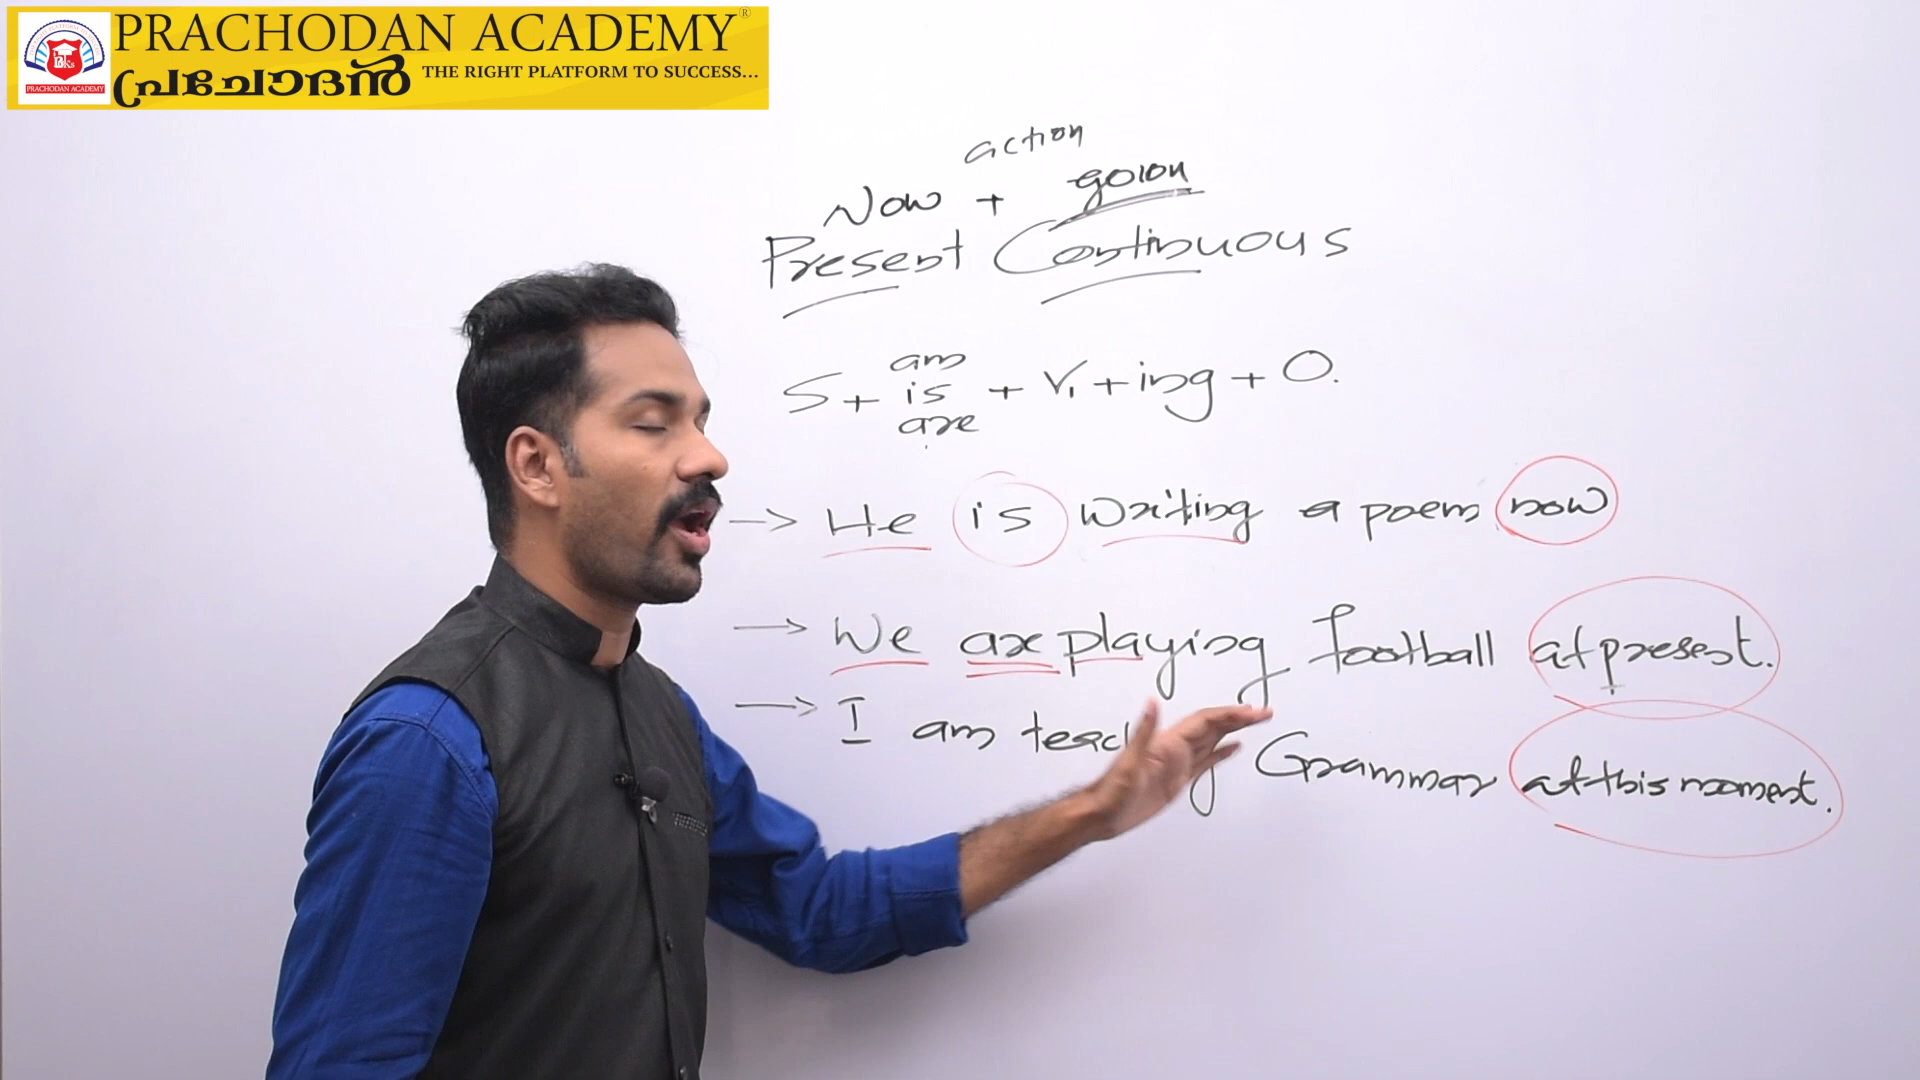 PRACHODAN ACADEMY®
പ്രചോദൻ THE RIGHT PLATFORM TO SUCCESS...
PRACHODAN ACADEMY
action
Now + goion
Present Continuous
am
S + is + V1 + ing + O.
are
→ He is writing a poem now
→ We are playing football at present.
→ I am Grammar at this moment.